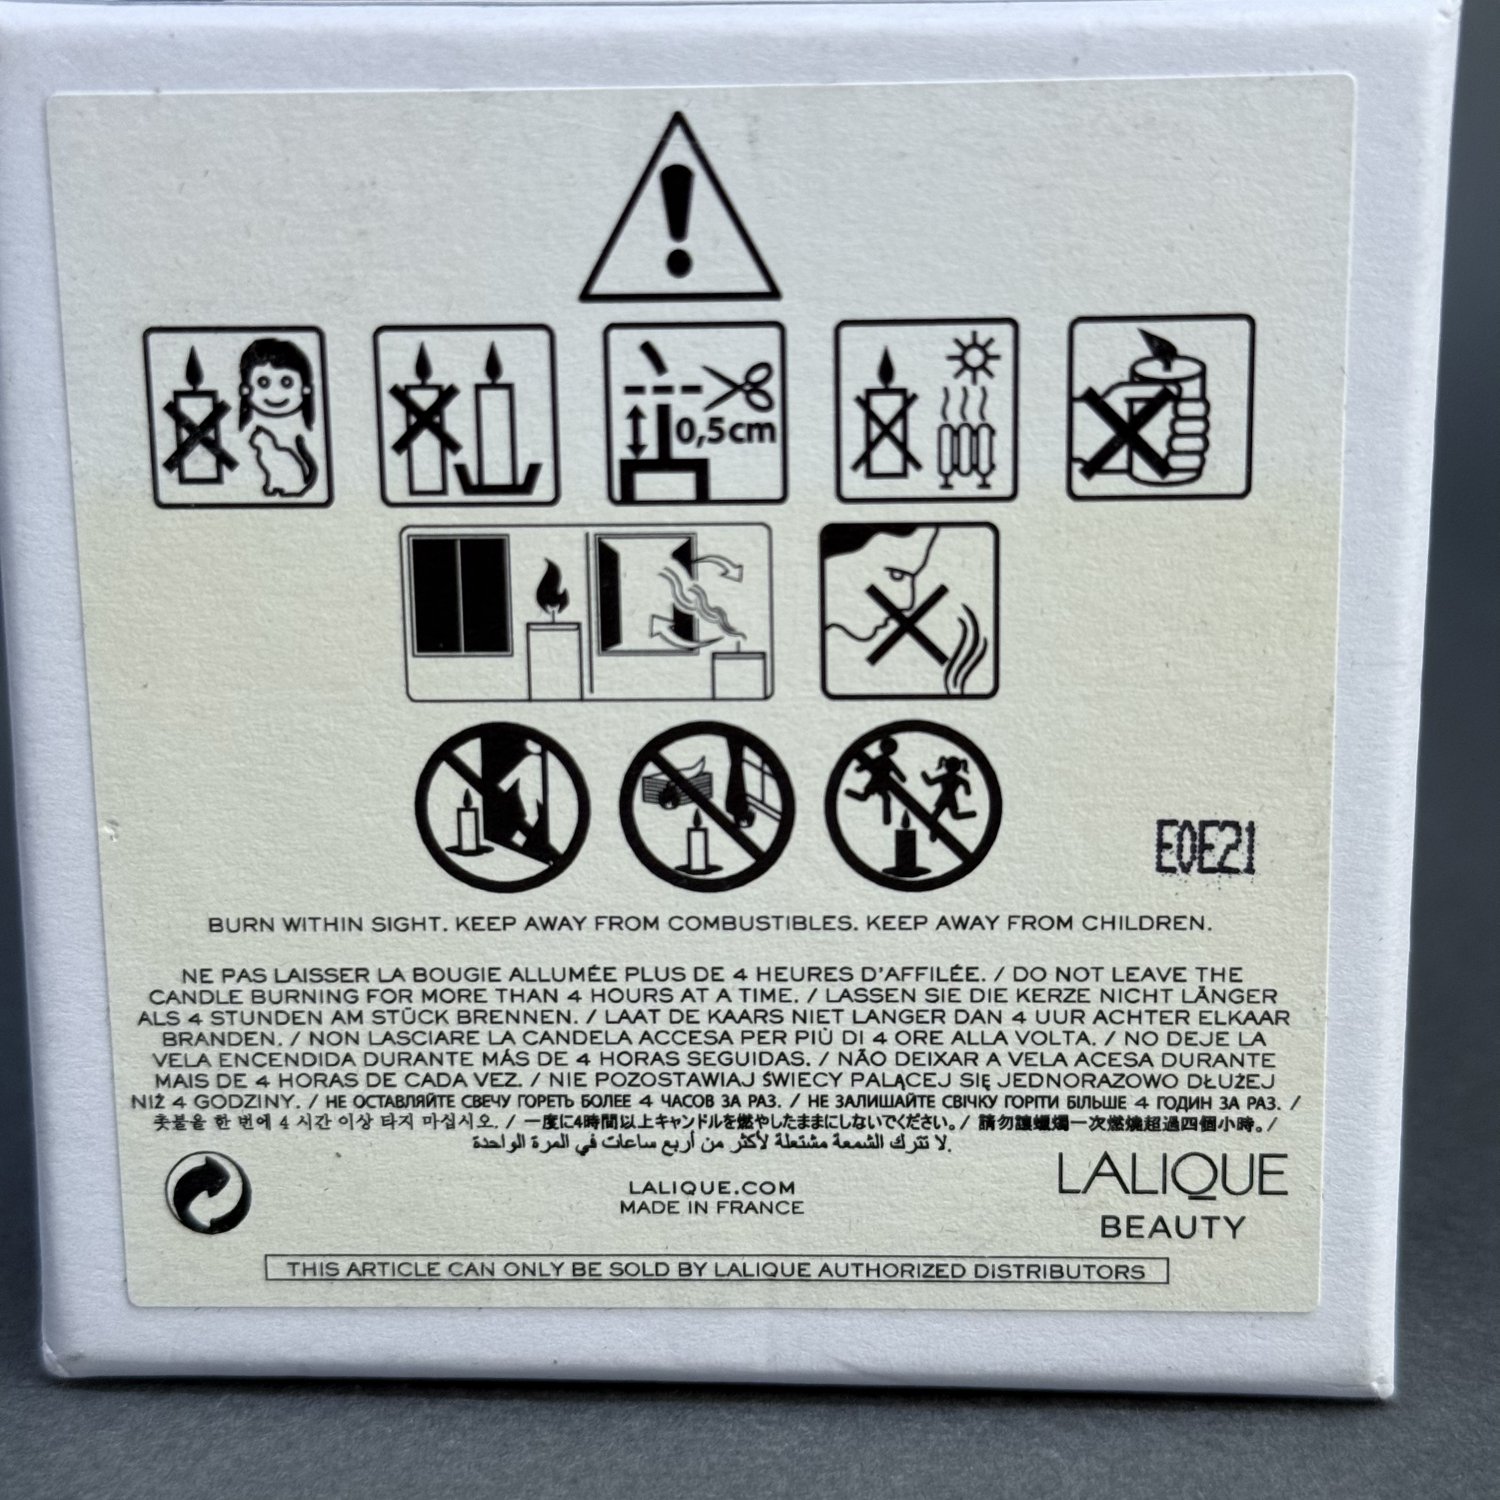 0,5cm
E0E21
BURN WITHIN SIGHT. KEEP AWAY FROM COMBUSTIBLES. KEEP AWAY FROM CHILDREN.
NE PAS LAISSER LA BOUGIE ALLUMÉE PLUS DE 4 HEURES D'AFFILÉE. / DO NOT LEAVE THE
CANDLE BURNING FOR MORE THAN 4 HOURS AT A TIME. / LASSEN SIE DIE KERZE NICHT LÄNGER
ALS 4 STUNDEN AM STÜCK BRENNEN. / LAAT DE KAARS NIET LANGER DAN 4 UUR ACHTER ELKAAR
BRANDEN. / NON LASCIARE LA CANDELA ACCESA PER PIÙ DI 4 ORE ALLA VOLTA. / NO DEJE LA
VELA ENCENDIDA DURANTE MÁS DE 4 HORAS SEGUIDAS. / NÃO DEIXAR A VELA ACESA DURANTE
MAIS DE 4 HORAS DE CADA VEZ. / NIE POZOSTAWIAJ ŚWIECY PALĄCEJ SIĘ JEDNORAZOWO DŁUŻEJ
NIŻ 4 GODZINY. / НЕ ОСТАВЛЯЙТЕ СВЕЧУ ГОРЕТЬ БОЛЕЕ 4 ЧАСОВ ЗА РАЗ. / НЕ ЗАЛИШАЙТЕ СВІЧКУ ГОРІТИ БІЛЬШЕ 4 ГОДИН ЗА РАЗ. /
촛불을 한 번에 4 시간 이상 타지 마십시오. / 一度に4時間以上キャンドルを燃やしたままにしないでください。/ 請勿讓蠟燭一次燃燒超過四個小時。/
لا تترك الشمعة مشتعلة لأكثر من أربع ساعات في المرة الواحدة.
LALIQUE.COM
MADE IN FRANCE
LALIQUE
BEAUTY
THIS ARTICLE CAN ONLY BE SOLD BY LALIQUE AUTHORIZED DISTRIBUTORS